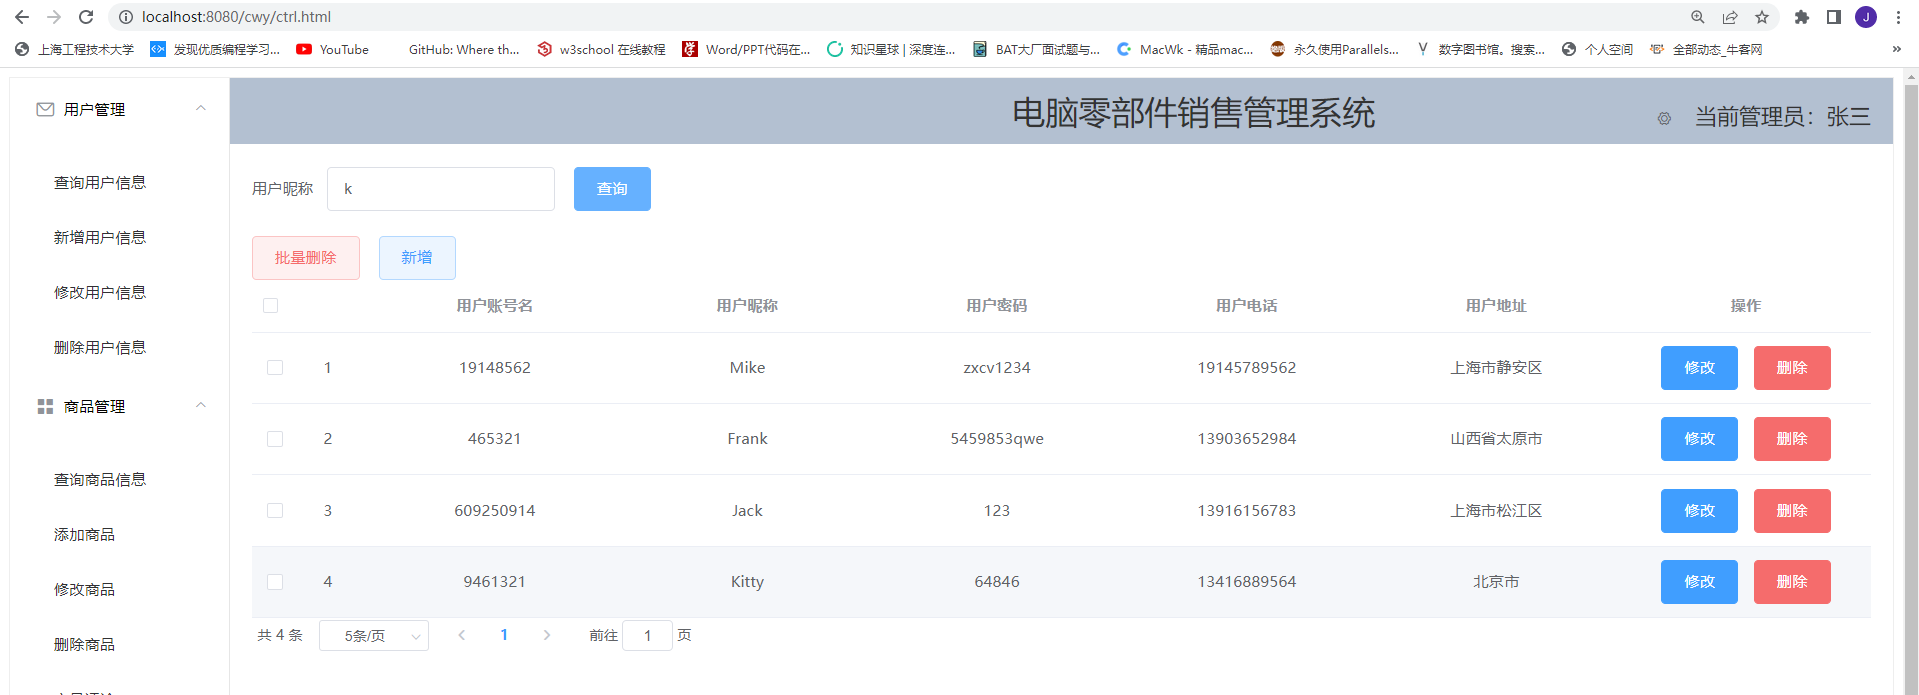 localhost:8080/cwy/ctrl.html
J
上海工程技术大学 发现优质编程学习... YouTube GitHub: Where th... w3school 在线教程 Word/PPT代码在... 知识星球 | 深度连... BAT大厂面试题与... MacWk - 精品mac... 永久使用Parallels... 数字图书馆。搜索... 个人空间 全部动态_牛客网 »
用户管理
查询用户信息
新增用户信息
修改用户信息
删除用户信息
商品管理
查询商品信息
添加商品
修改商品
删除商品
电脑零部件销售管理系统
当前管理员：张三
用户昵称 k 查询
批量删除 新增
用户账号名 用户昵称 用户密码 用户电话 用户地址 操作
1 19148562 Mike zxcv1234 19145789562 上海市静安区 修改 删除
2 465321 Frank 5459853qwe 13903652984 山西省太原市 修改 删除
3 609250914 Jack 123 13916156783 上海市松江区 修改 删除
4 9461321 Kitty 64846 13416889564 北京市 修改 删除
共 4 条 5条/页 1 前往 1 页